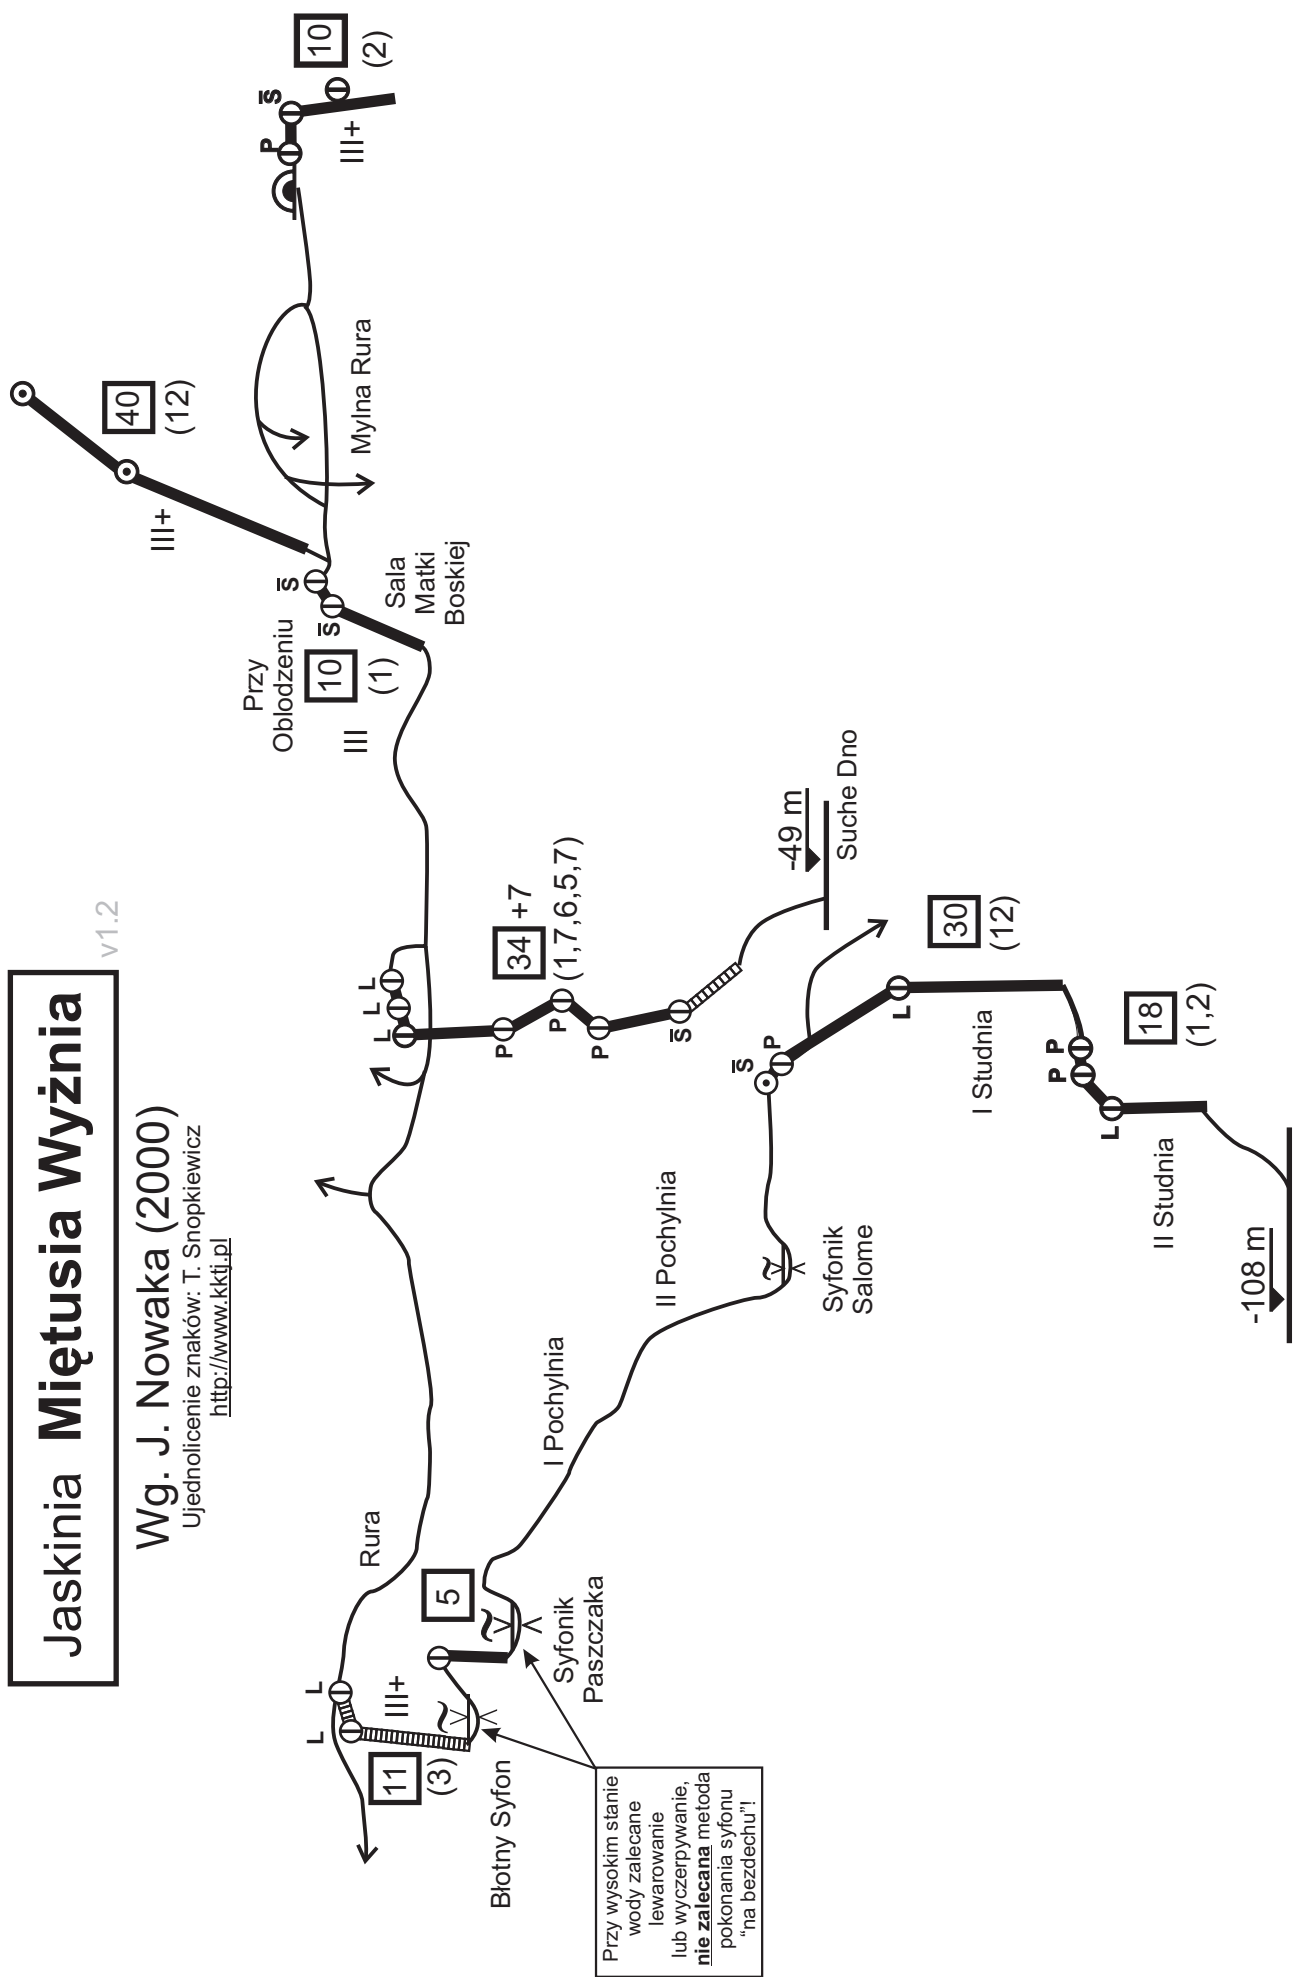 Jaskinia Miętusia Wyżnia
v1.2
Wg. J. Nowaka (2000)
Ujednolicenie znaków: T. Snopkiewicz
http://www.kktj.pl
L
L
11
(3)
III+
Rura
Błotny Syfon
~
5
~
Syfonik
Paszczaka
Przy wysokim stanie
wody zalecane
lewarowanie
lub wyczerpywanie,
nie zalecana metoda
pokonania syfonu
“na bezdechu”!
I Pochylnia
II Pochylnia
~
Syfonik
Salome
S
P
L
30
(12)
I Studnia
P
P
L
18
(1,2)
II Studnia
-108 m
L
L
L
P
P
P
S
34 +7
(1,7,6,5,7)
-49 m
Suche Dno
Przy
Oblodzeniu
10
(1)
III
S
S
Sala
Matki
Boskiej
III+
40
(12)
Mylna Rura
P
S
III+
10
(2)